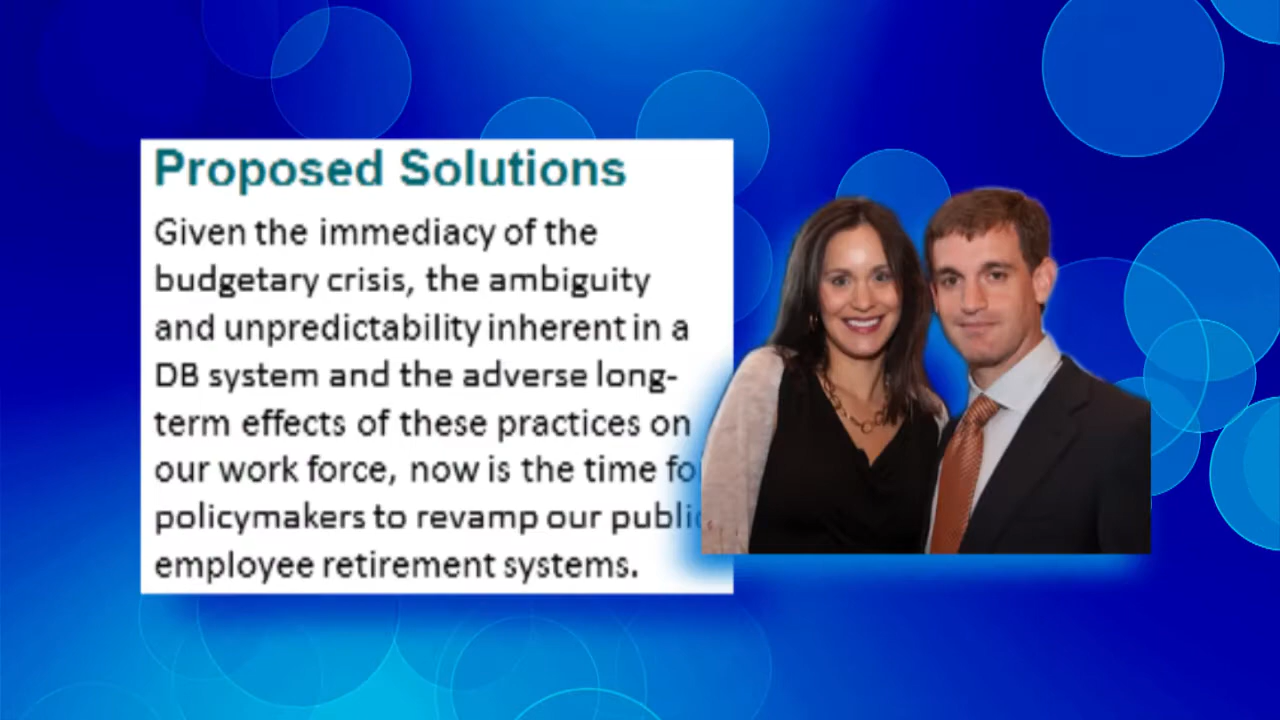 Proposed Solutions
Given the immediacy of the
budgetary crisis, the ambiguity
and unpredictability inherent in a
DB system and the adverse long-
term effects of these practices on
our work force, now is the time fo
policymakers to revamp our public
employee retirement systems.